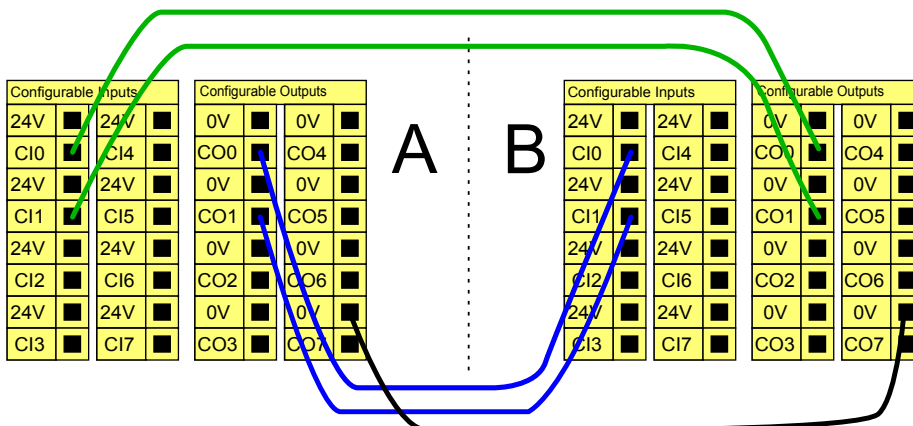 Configurable Inputs
24V 24V
CI0 CI4
24V 24V
CI1 CI5
24V 24V
CI2 CI6
24V 24V
CI3 CI7
Configurable Outputs
0V 0V
CO0 CO4
0V 0V
CO1 CO5
0V 0V
CO2 CO6
0V 0V
CO3 CO7
A
B
Configurable Inputs
24V 24V
CI0 CI4
24V 24V
CI1 CI5
24V 24V
CI2 CI6
24V 24V
CI3 CI7
Configurable Outputs
0V 0V
CO0 CO4
0V 0V
CO1 CO5
0V 0V
CO2 CO6
0V 0V
CO3 CO7